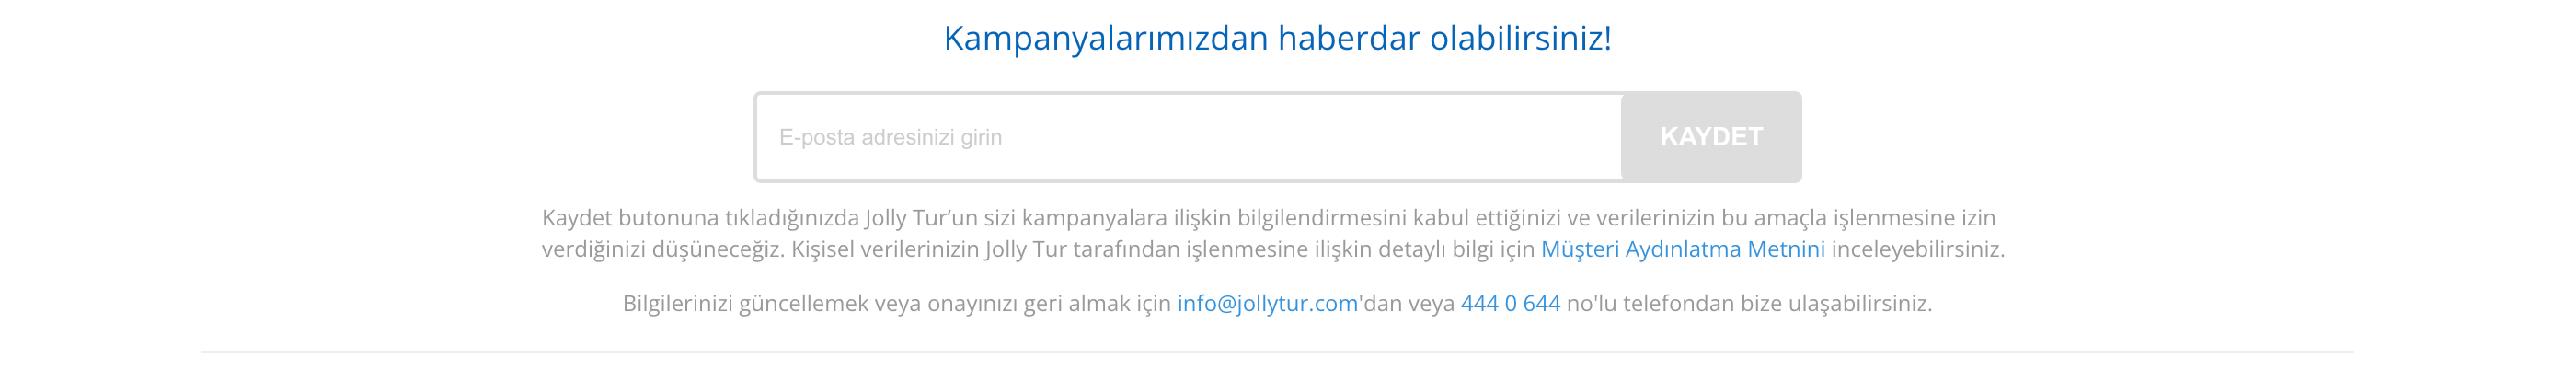 Kampanyalarımızdan haberdar olabilirsiniz!
E-posta adresinizi girin
KAYDET
Kaydet butonuna tıkladığınızda Jolly Tur’un sizi kampanyalara ilişkin bilgilendirmesini kabul ettiğinizi ve verilerinizin bu amaçla işlenmesine izin
verdiğinizi düşüneceğiz. Kişisel verilerinizin Jolly Tur tarafından işlenmesine ilişkin detaylı bilgi için Müşteri Aydınlatma Metnini inceleyebilirsiniz.
Bilgilerinizi güncellemek veya onayınızı geri almak için info@jollytur.com'dan veya 444 0 644 no'lu telefondan bize ulaşabilirsiniz.